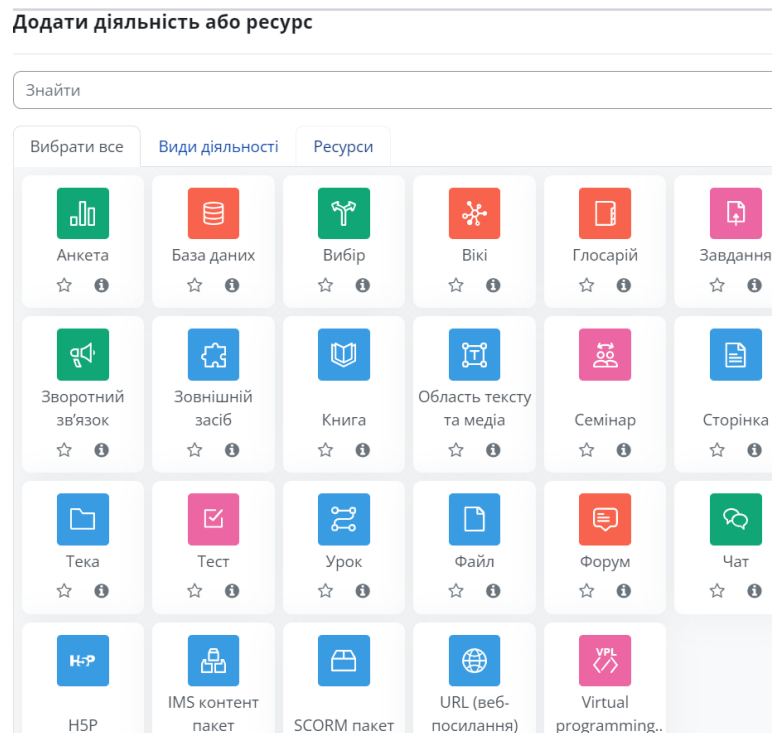 Додати діяльність або ресурс
Знайти
Вибрати все Види діяльності Ресурси
Анкета База даних Вибір Вікі Глосарій Завдання
Зворотний зв’язок
Зовнішній засіб
Книга
Область тексту та медіа
Семінар
Сторінка
Тека Тест Урок Файл Форум Чат
H5P
H5P
IMS контент пакет
SCORM пакет
URL (веб-посилання)
VPL
Virtual programming..